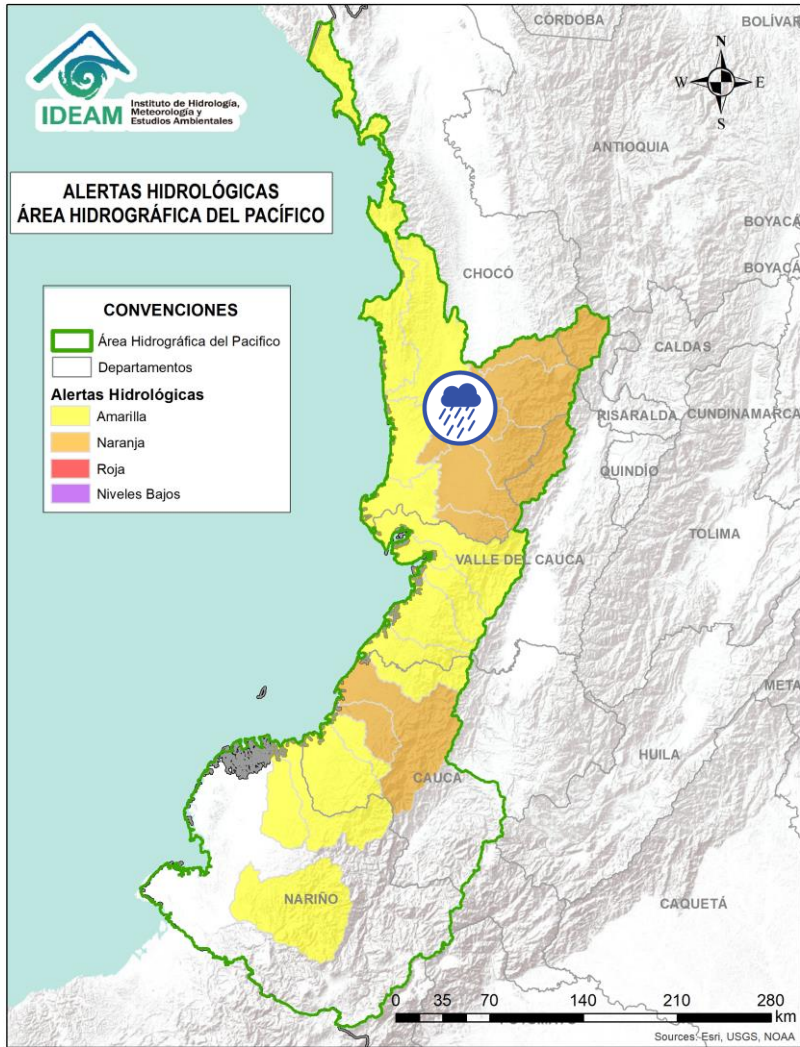 CÓRDOBA
BOLÍVAR
IDEAM
Instituto de Hidrología,
Meteorología y
Estudios Ambientales
N
W
E
S
ANTIOQUIA
ALERTAS HIDROLÓGICAS
ÁREA HIDROGRÁFICA DEL PACÍFICO
BOYACÁ
BOYACÁ
CHOCÓ
CONVENCIONES
Área Hidrográfica del Pacifico
Departamentos
Alertas Hidrológicas
Amarilla
Naranja
Roja
Niveles Bajos
CALDAS
RISARALDA
CUNDINAMARCA
QUINDÍO
TOLIMA
VALLE DEL CAUCA
META
HUILA
CAUCA
NARIÑO
CAQUETÁ
0 35 70 140 210 280
km
Sources: Esri, USGS, NOAA